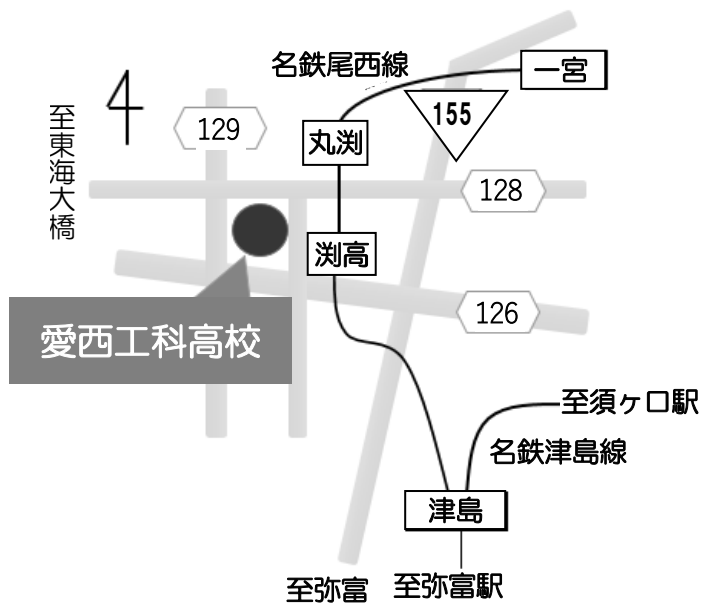 名鉄尾西線
一宮
155
129
至東海大橋
丸渕
128
渕高
126
愛西工科高校
至須ヶ口駅
名鉄津島線
津島
至弥富
至弥富駅